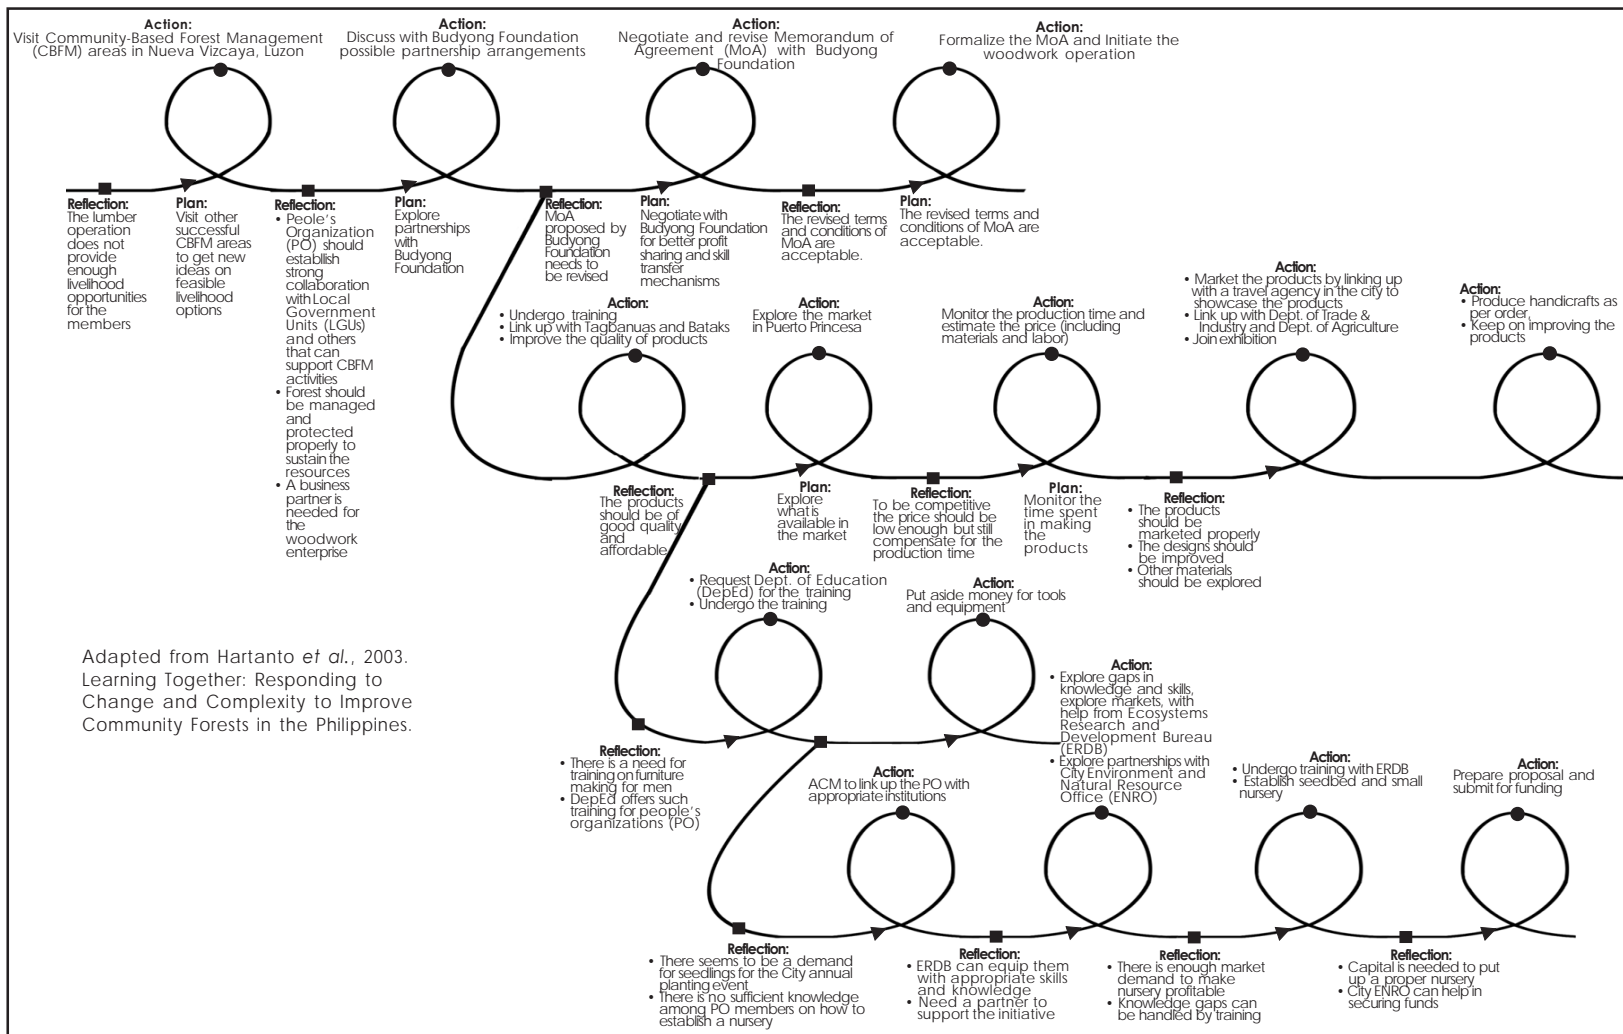 Action:
Visit Community-Based Forest Management
(CBFM) areas in Nueva Vizcaya, Luzon
Action:
Discuss with Budyong Foundation
possible partnership arrangements
Action:
Negotiate and revise Memorandum of
Agreement (MoA) with Budyong
Foundation
Action:
Formalize the MoA and Initiate the
woodwork operation
Reflection:
The lumber
operation
does not
provide
enough
livelihood
opportunities
for the
members
Plan:
Visit other
successful
CBFM areas
to get new
ideas on
feasible
livelihood
options
Reflection:
• Peole's
Organization
(PO) should
establlish
strong
collaboration
with Local
Government
Units (LGUs)
and others
that can
support CBFM
activities
• Forest should
be managed
and
protected
properly to
sustain the
resources
• A business
partner is
needed for
the
woodwork
enterprise
Plan:
Explore
partnerships
with
Budyong
Foundation
Reflection:
MoA
proposed by
Budyong
Foundation
needs to
be revised
Plan:
Negotiate with
Budyong Foundation
for better profit
sharing and skill
transfer
mechanisms
Reflection:
The revised terms
and conditions of
MoA are
acceptable.
Plan:
The revised terms and
conditions of MoA are
acceptable.
Action:
• Undergo training
• Link up with Tagbanuas and Bataks
• Improve the quality of products
Action:
Explore the market
in Puerto Princesa
Action:
Monitor the production time and
estimate the price (including
materials and labor)
Action:
• Market the products by linking up
with a travel agency in the city to
showcase the products
• Link up with Dept. of Trade &
Industry and Dept. of Agriculture
• Join exhibition
Action:
• Produce handicrafts as
per order,
• Keep on improving the
products
Reflection:
The products
should be of
good quality
and
affordable
Plan:
Explore
what is
available in
the market
Reflection:
To be competitive
the price should be
low enough but still
compensate for the
production time
Plan:
Monitor the
time spent
in making
the
products
Reflection:
• The products
should be
marketed properly
• The designs should
be improved
• Other materials
should be explored
Action:
• Request Dept. of Education
(DepEd) for the training
• Undergo the training
Action:
Put aside money for tools
and equipment
Adapted from Hartanto et al., 2003.
Learning Together: Responding to
Change and Complexity to Improve
Community Forests in the Philippines.
Reflection:
• There is a need for
training on furniture
making for men
• DepEd offers such
training for people's
organizations (PO)
Action:
ACM to link up the PO with
appropriate institutions
Action:
• Explore gaps in
knowledge and skills,
explore markets, with
help from Ecosystems
Research and
Development Bureau
(ERDB)
• Explore partnerships with
City Environment and
Natural Resource
Office (ENRO)
Action:
• Undergo training with ERDB
• Establish seedbed and small
nursery
Action:
Prepare proposal and
submit for funding
Reflection:
• There seems to be a demand
for seedlings for the City annual
planting event
• There is no sufficient knowledge
among PO members on how to
establish a nursery
Reflection:
• ERDB can equip them
with appropriate skills
and knowledge
• Need a partner to
support the initiative
Reflection:
• There is enough market
demand to make
nursery profitable
• Knowledge gaps can
be handled by training
Reflection:
• Capital is needed to put
up a proper nursery
• City ENRO can help in
securing funds